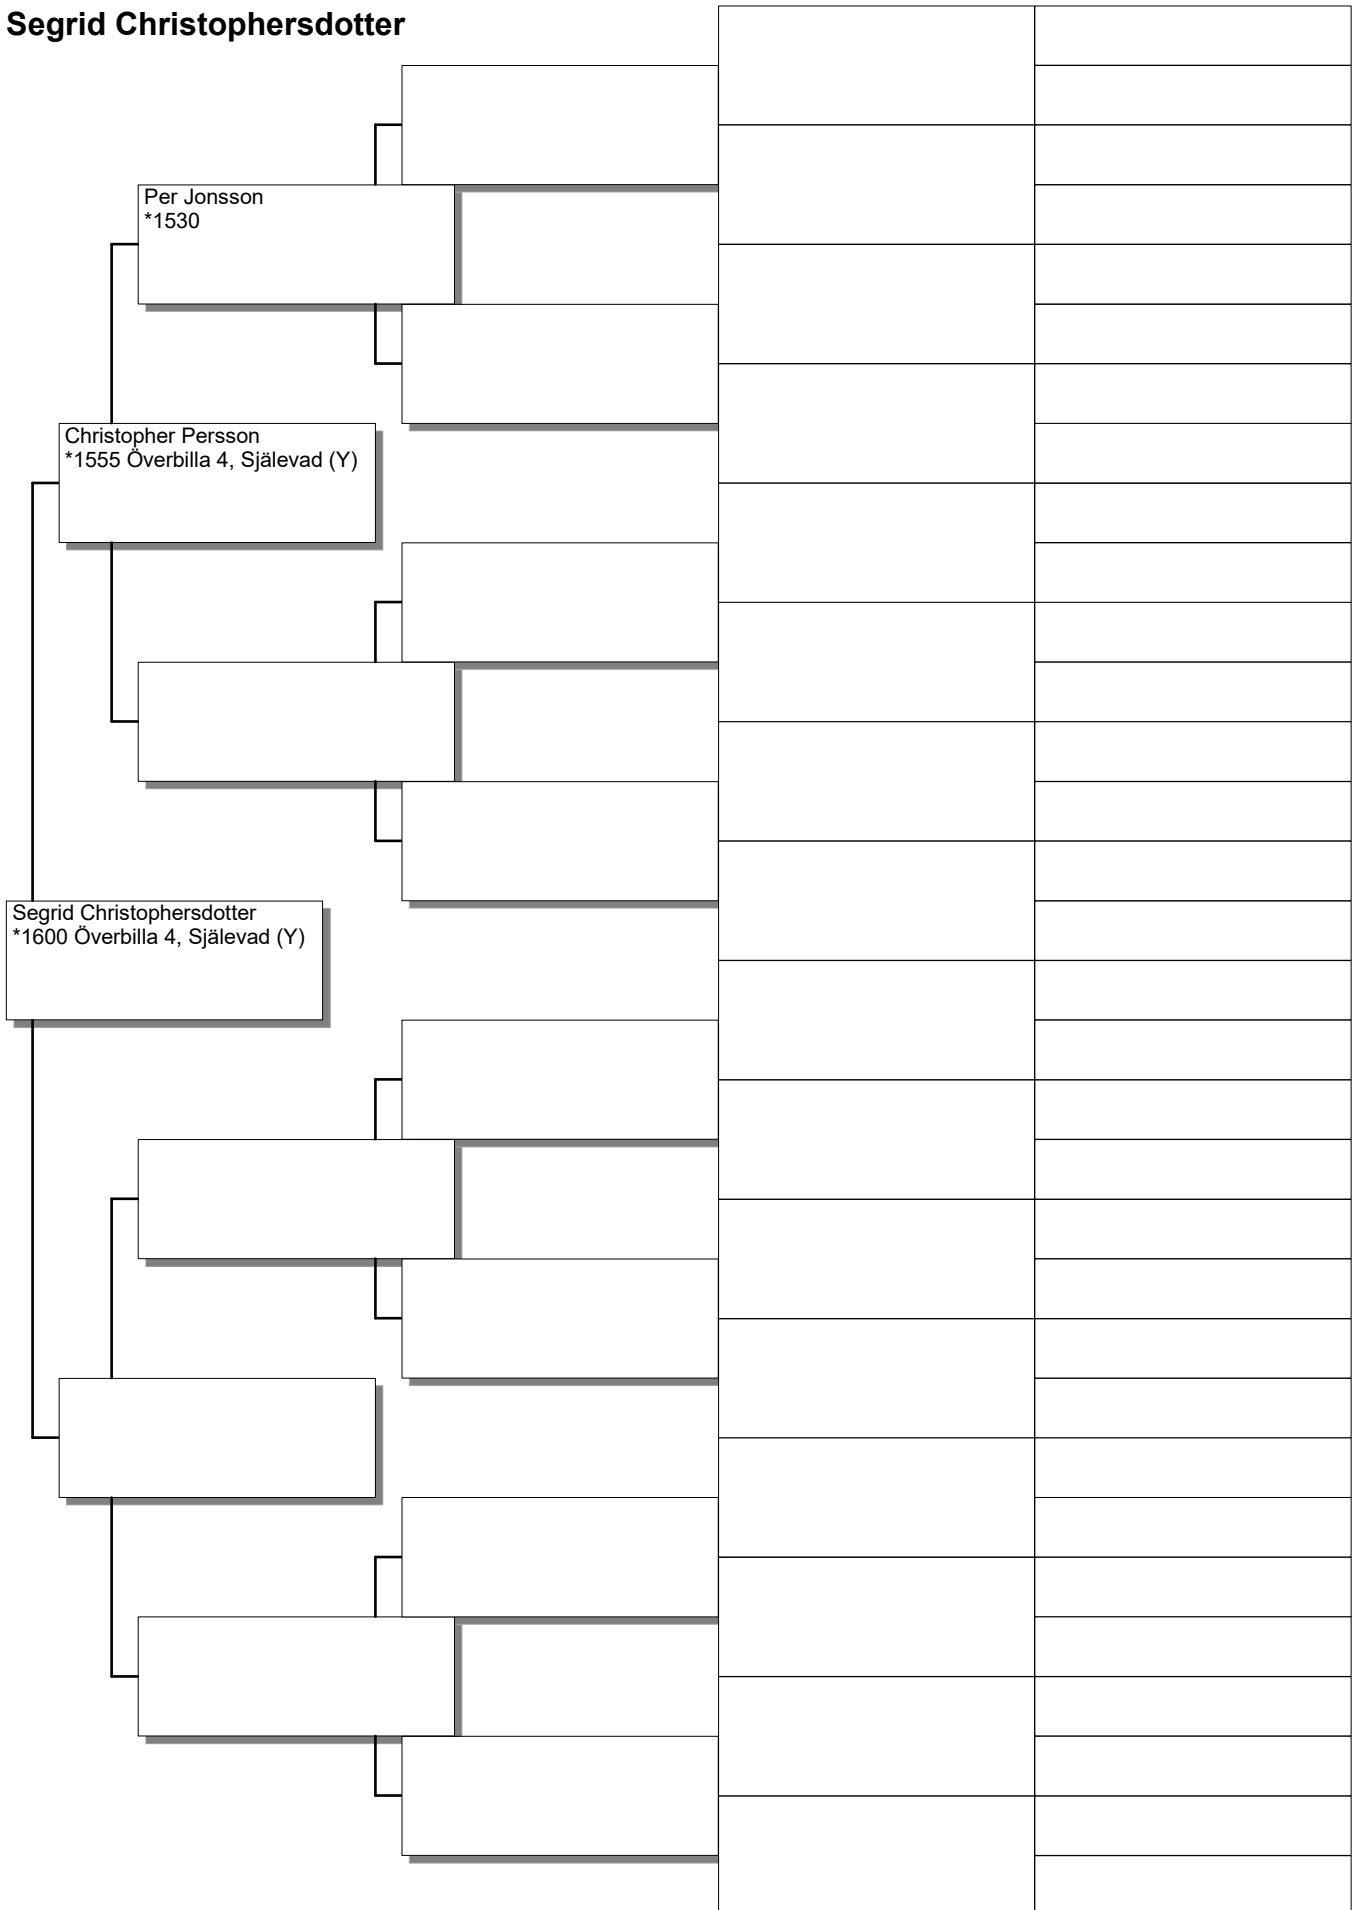 Segrid Christophersdotter
Per Jonsson
*1530
Christopher Persson
*1555 Överbilla 4, Själevad (Y)
Segrid Christophersdotter
*1600 Överbilla 4, Själevad (Y)